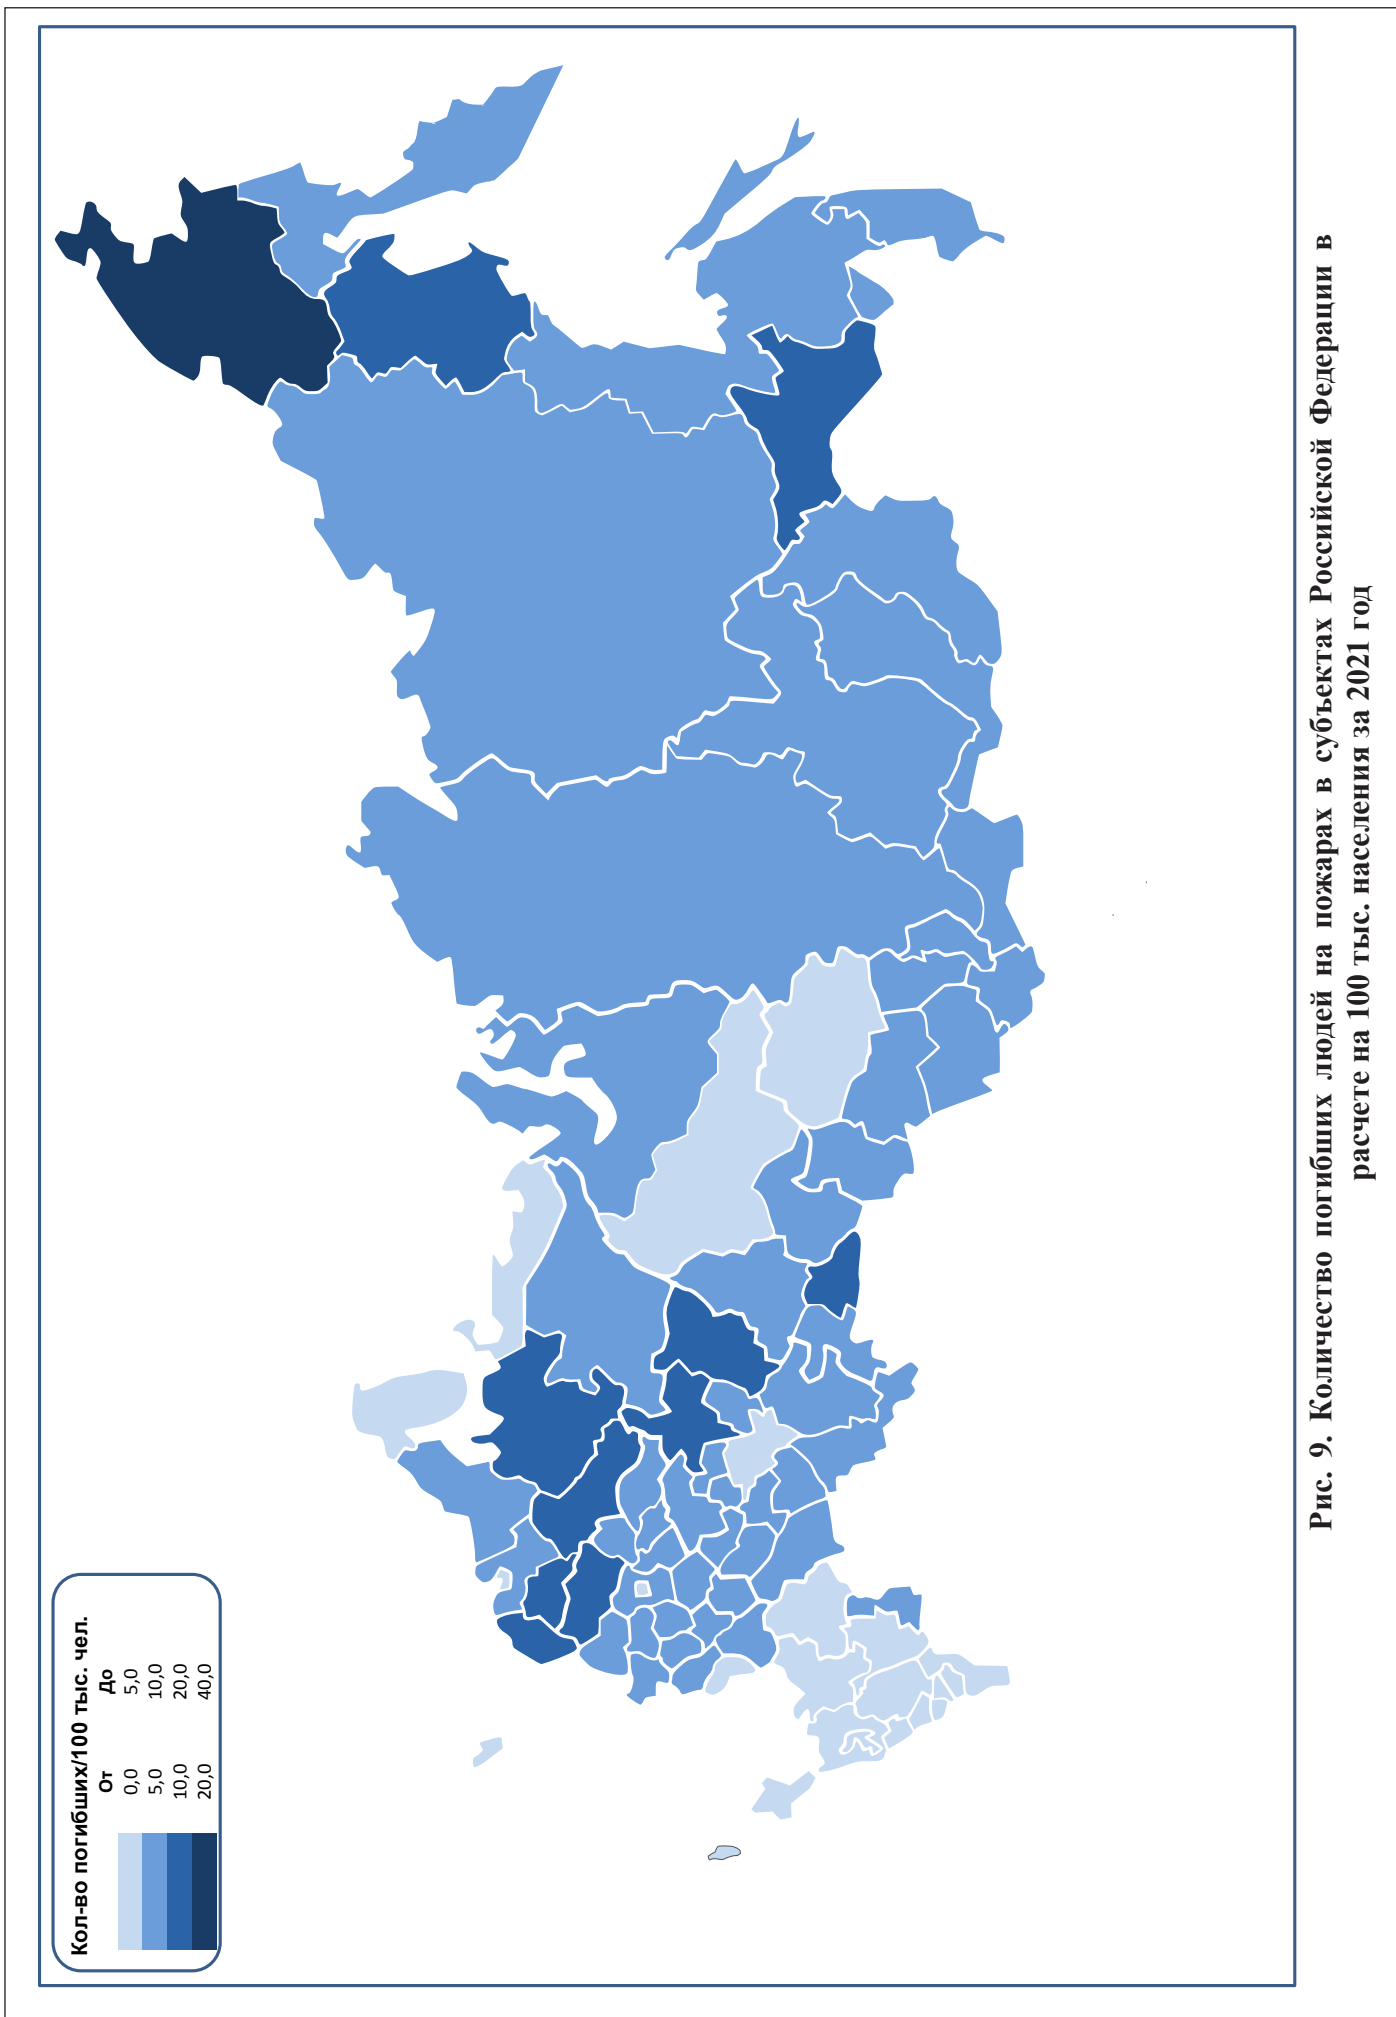 Кол-во погибших/100 тыс. чел.
От До
0,0 5,0
5,0 10,0
10,0 20,0
20,0 40,0
Рис. 9. Количество погибших людей на пожарах в субъектах Российской Федерации в
расчете на 100 тыс. населения за 2021 год